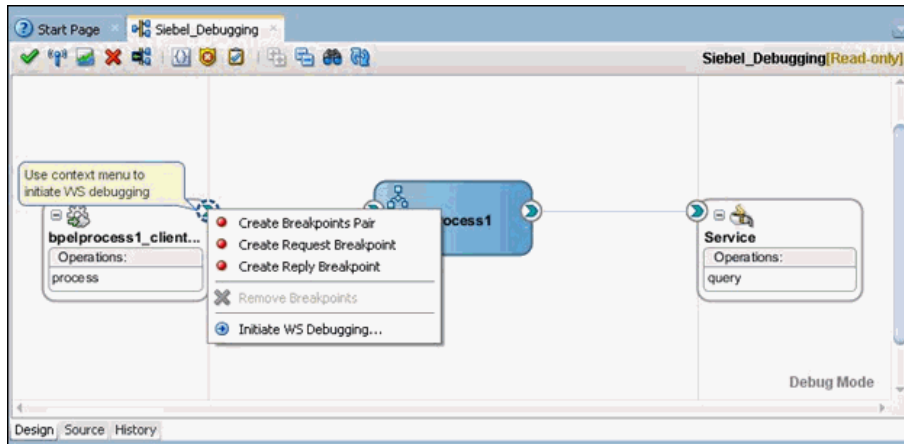 Start Page
Siebel_Debugging
Siebel_Debugging[Read-only]
Use context menu to
initiate WS debugging
bpelprocess1_client...
Operations:
process
ocess1
Create Breakpoints Pair
Create Request Breakpoint
Create Reply Breakpoint
Remove Breakpoints
Initiate WS Debugging...
Service
Operations:
query
Debug Mode
Design
Source
History